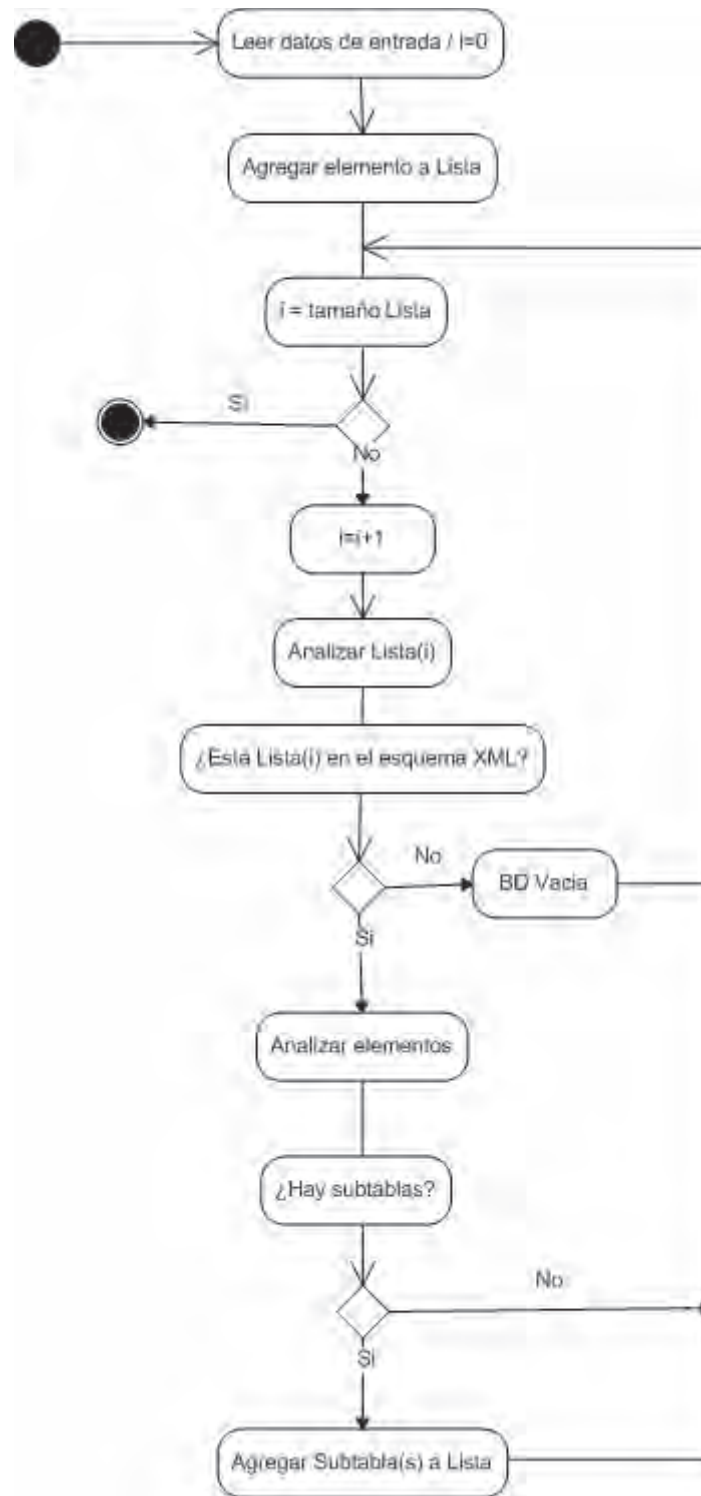 Leer datos de entrada / i=0
Agregar elemento a Lista
i = tamaño Lista
Si
No
i=i+1
Analizar Lista(i)
¿Esta Lista(i) en el esquema XML?
No
BD Vacia
Si
Analizar elementos
¿Hay subtablas?
No
Si
Agregar Subtabla(s) a Lista